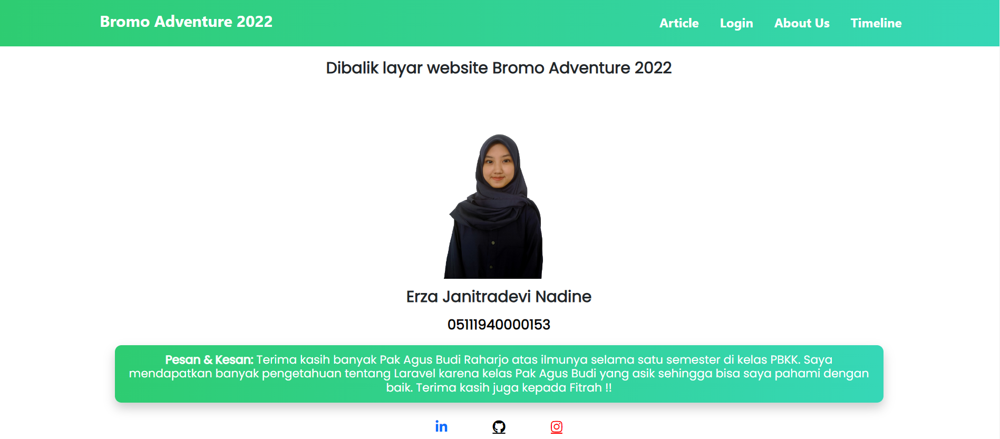 Bromo Adventure 2022
Article Login About Us Timeline
Dibalik layar website Bromo Adventure 2022
Erza Janitradevi Nadine
05111940000153
Pesan & Kesan: Terima kasih banyak Pak Agus Budi Raharjo atas ilmunya selama satu semester di kelas PBKK. Saya
mendapatkan banyak pengetahuan tentang Laravel karena kelas Pak Agus Budi yang asik sehingga bisa saya pahami dengan
baik. Terima kasih juga kepada Fitrah !!
in